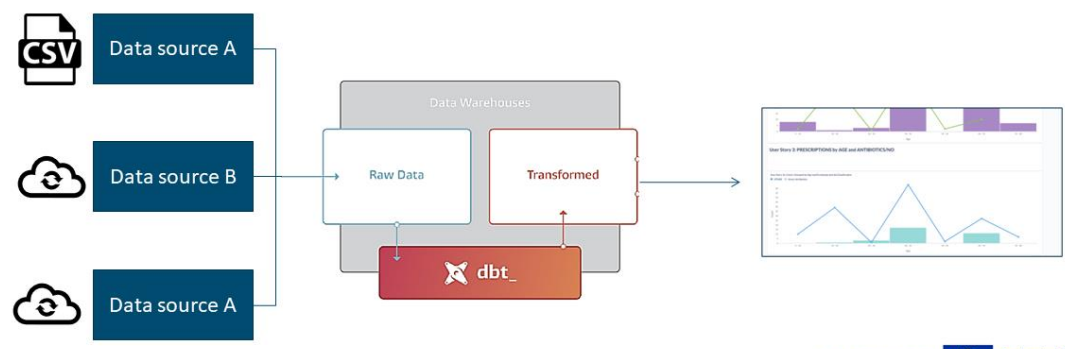 CSV
Data source A
Data Warehouses
Data source B
Raw Data
Transformed
User Story 3: PRESCRIPTIONS by AGE and ANTIBIOTICS/NO
dbt_
Data source A